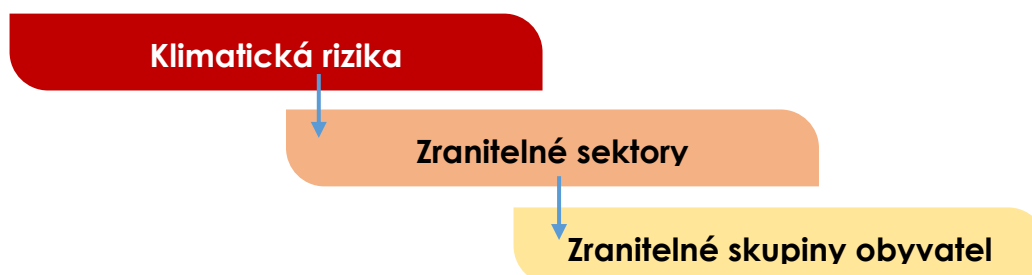 Klimatická rizika
Zranitelné sektory
Zranitelné skupiny obyvatel